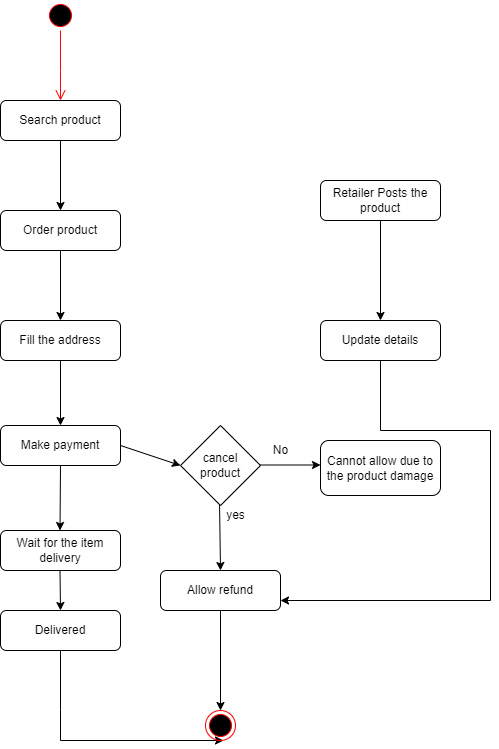 Search product
Order product
Retailer Posts the
product
Fill the address
Update details
Make payment
cancel
product
No
Cannot allow due to
the product damage
yes
Wait for the item
delivery
Allow refund
Delivered